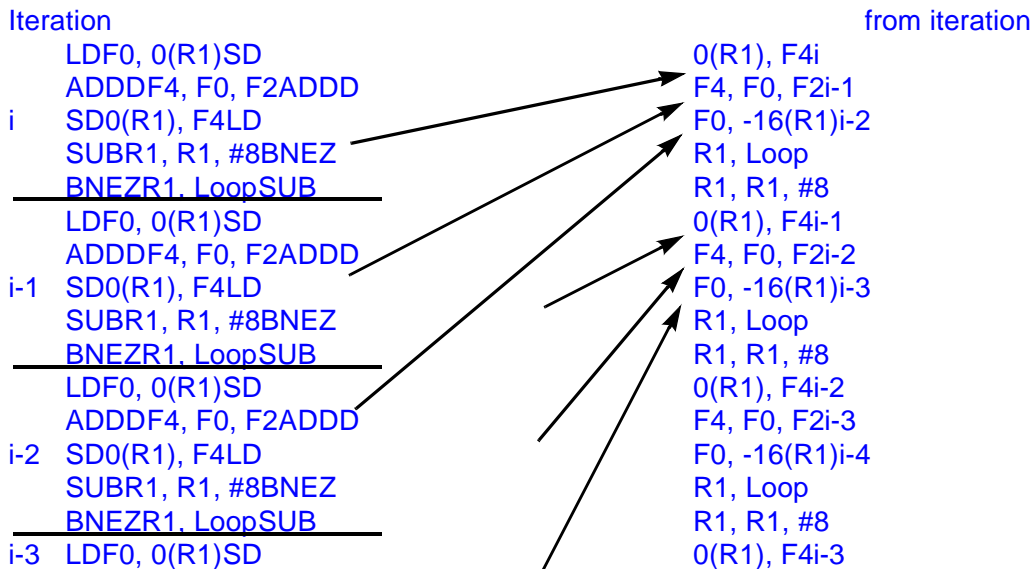 Iteration from iteration
LDF0, 0(R1)SD 0(R1), F4i
ADDDF4, F0, F2ADDD F4, F0, F2i-1
i SD0(R1), F4LD F0, -16(R1)i-2
SUBR1, R1, #8BNEZ R1, Loop
BNEZR1, LoopSUB R1, R1, #8
LDF0, 0(R1)SD 0(R1), F4i-1
ADDDF4, F0, F2ADDD F4, F0, F2i-2
i-1 SD0(R1), F4LD F0, -16(R1)i-3
SUBR1, R1, #8BNEZ R1, Loop
BNEZR1, LoopSUB R1, R1, #8
LDF0, 0(R1)SD 0(R1), F4i-2
ADDDF4, F0, F2ADDD F4, F0, F2i-3
i-2 SD0(R1), F4LD F0, -16(R1)i-4
SUBR1, R1, #8BNEZ R1, Loop
BNEZR1, LoopSUB R1, R1, #8
i-3 LDF0, 0(R1)SD 0(R1), F4i-3